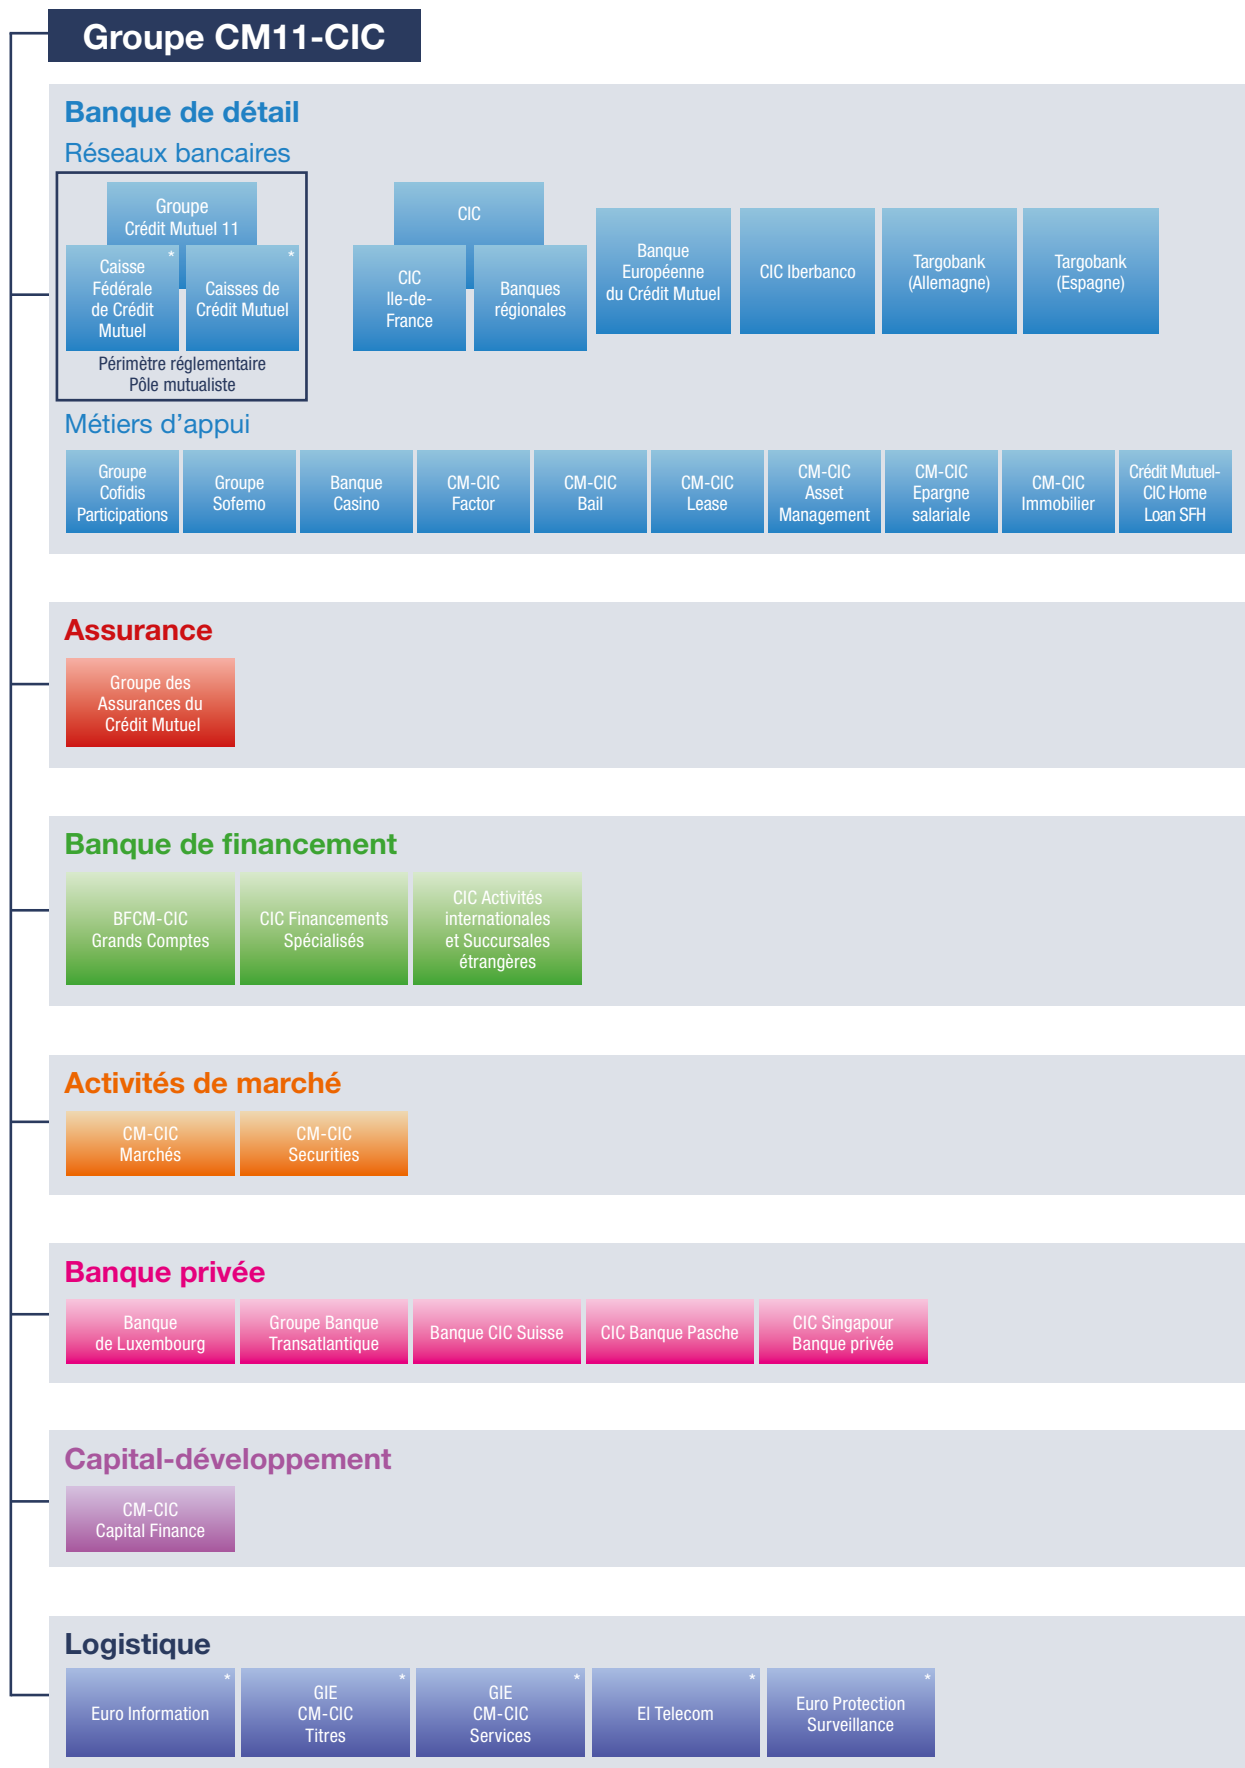 Groupe CM11-CIC
Banque de détail
Réseaux bancaires
Groupe
Crédit Mutuel 11
*
Caisse
Fédérale
de Crédit
Mutuel
*
Caisses de
Crédit Mutuel
Périmètre réglementaire
Pôle mutualiste
CIC
CIC
Ile-de-
France
Banques
régionales
Banque
Européenne
du Crédit Mutuel
CIC Iberbanco
Targobank
(Allemagne)
Targobank
(Espagne)
Métiers d’appui
Groupe
Cofidis
Participations
Groupe
Sofemo
Banque
Casino
CM-CIC
Factor
CM-CIC
Bail
CM-CIC
Lease
CM-CIC
Asset
Management
CM-CIC
Epargne
salariale
CM-CIC
Immobilier
Crédit Mutuel-
CIC Home
Loan SFH
Assurance
Groupe des
Assurances du
Crédit Mutuel
Banque de financement
BFCM-CIC
Grands Comptes
CIC Financements
Spécialisés
CIC Activités
internationales
et Succursales
étrangères
Activités de marché
CM-CIC
Marchés
CM-CIC
Securities
Banque privée
Banque
de Luxembourg
Groupe Banque
Transatlantique
Banque CIC Suisse
CIC Banque Pasche
CIC Singapour
Banque privée
Capital-développement
CM-CIC
Capital Finance
Logistique
*
Euro Information
*
GIE
CM-CIC
Titres
*
GIE
CM-CIC
Services
*
EI Telecom
*
Euro Protection
Surveillance